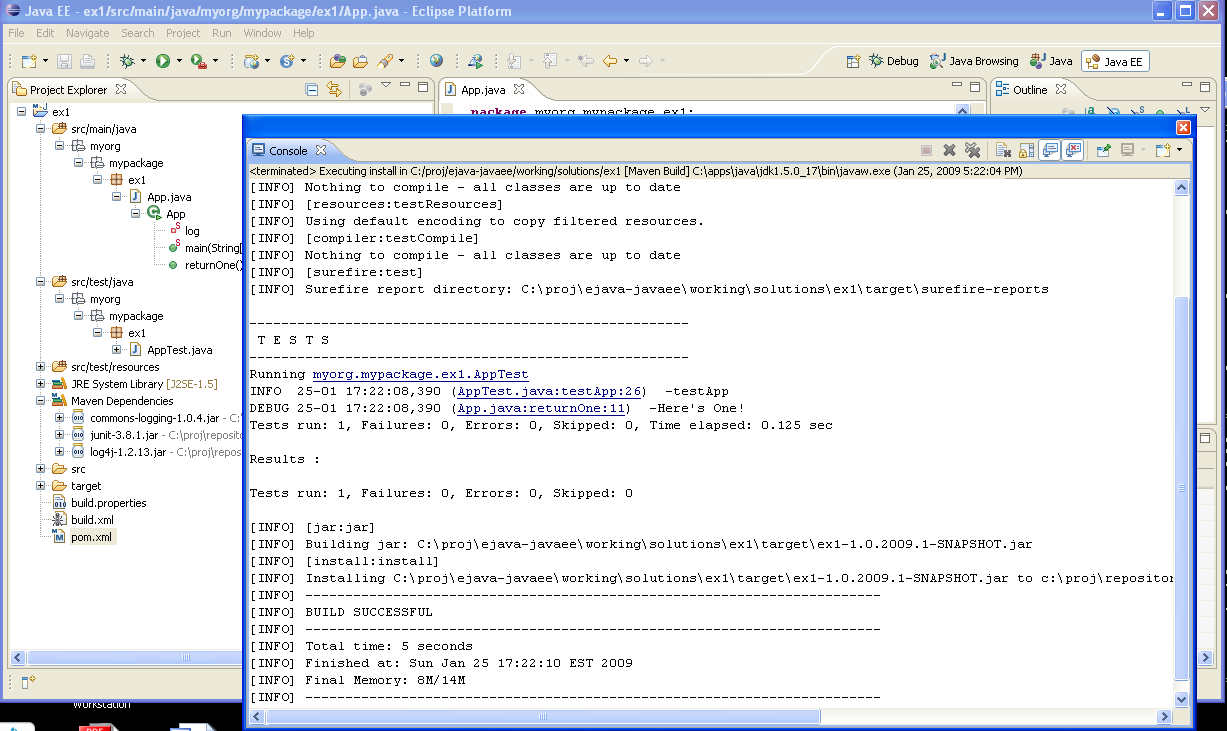 Java EE - ex1/src/main/java/myorg/mypackage/ex1/App.java - Eclipse Platform
File Edit Navigate Search Project Run Window Help
Debug Java Browsing Java Java EE
Project Explorer
App.java
Outline
package myorg.mypackage.ex1;
ex1
src/main/java
myorg
mypackage
ex1
App.java
App
log
main(String[
returnOne()
src/test/java
myorg
mypackage
ex1
AppTest.java
src/test/resources
JRE System Library [J2SE-1.5]
Maven Dependencies
commons-logging-1.0.4.jar - C:
junit-3.8.1.jar - C:\proj\reposito
log4j-1.2.13.jar - C:\proj\repos
src
target
build.properties
build.xml
pom.xml
Console
<terminated> Executing install in C:/proj/ejava-javaee/working/solutions/ex1 [Maven Build] C:\apps\java\jdk1.5.0_17\bin\javaw.exe (Jan 25, 2009 5:22:04 PM)
[INFO] Nothing to compile - all classes are up to date
[INFO] [resources:testResources]
[INFO] Using default encoding to copy filtered resources.
[INFO] [compiler:testCompile]
[INFO] Nothing to compile - all classes are up to date
[INFO] [surefire:test]
[INFO] Surefire report directory: C:\proj\ejava-javaee\working\solutions\ex1\target\surefire-reports
-------------------------------------------------------
T E S T S
-------------------------------------------------------
Running myorg.mypackage.ex1.AppTest
INFO  25-01 17:22:08,390 (AppTest.java:testApp:26)  -testApp
DEBUG 25-01 17:22:08,390 (App.java:returnOne:11)  -Here's One!
Tests run: 1, Failures: 0, Errors: 0, Skipped: 0, Time elapsed: 0.125 sec
Results :
Tests run: 1, Failures: 0, Errors: 0, Skipped: 0
[INFO] [jar:jar]
[INFO] Building jar: C:\proj\ejava-javaee\working\solutions\ex1\target\ex1-1.0.2009.1-SNAPSHOT.jar
[INFO] [install:install]
[INFO] Installing C:\proj\ejava-javaee\working\solutions\ex1\target\ex1-1.0.2009.1-SNAPSHOT.jar to c:\proj\repositor
[INFO] ------------------------------------------------------------------------
[INFO] BUILD SUCCESSFUL
[INFO] ------------------------------------------------------------------------
[INFO] Total time: 5 seconds
[INFO] Finished at: Sun Jan 25 17:22:10 EST 2009
[INFO] Final Memory: 8M/14M
[INFO] ------------------------------------------------------------------------
workstation
PDF